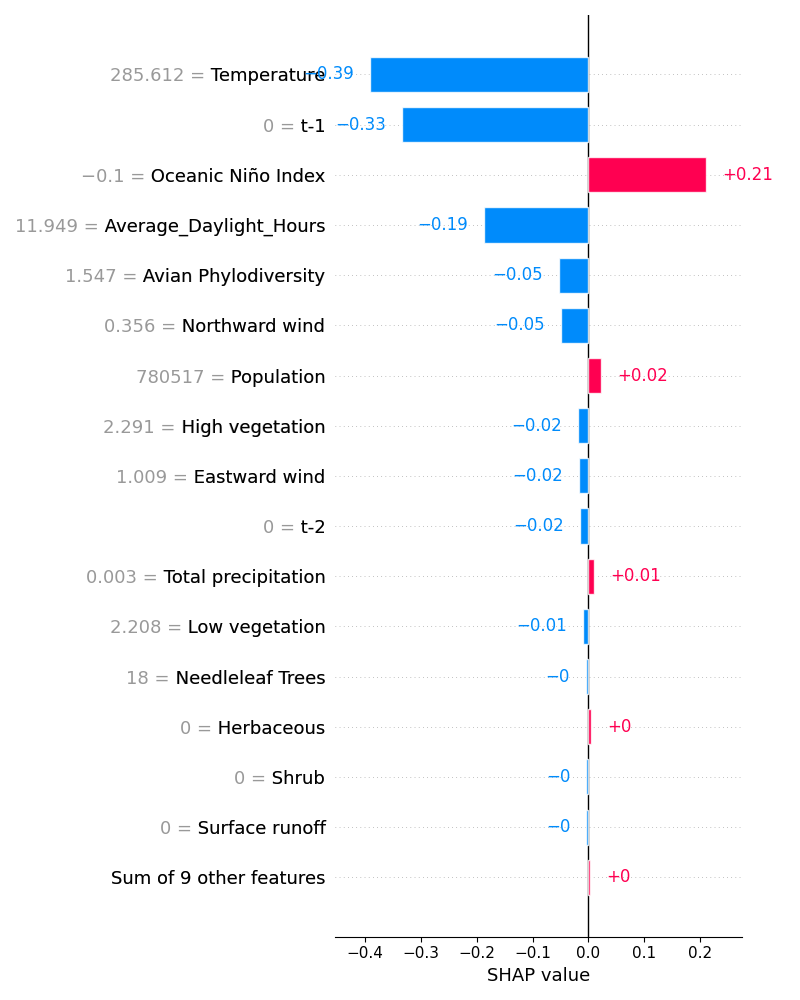 285.612 = Temperature −0.39
0 = t-1 −0.33
−0.1 = Oceanic Niño Index +0.21
11.949 = Average_Daylight_Hours −0.19
1.547 = Avian Phylodiversity −0.05
0.356 = Northward wind −0.05
780517 = Population +0.02
2.291 = High vegetation −0.02
1.009 = Eastward wind −0.02
0 = t-2 −0.02
0.003 = Total precipitation +0.01
2.208 = Low vegetation −0.01
18 = Needleleaf Trees −0
0 = Herbaceous +0
0 = Shrub −0
0 = Surface runoff −0
Sum of 9 other features +0
−0.4 −0.3 −0.2 −0.1 0.0 0.1 0.2
SHAP value